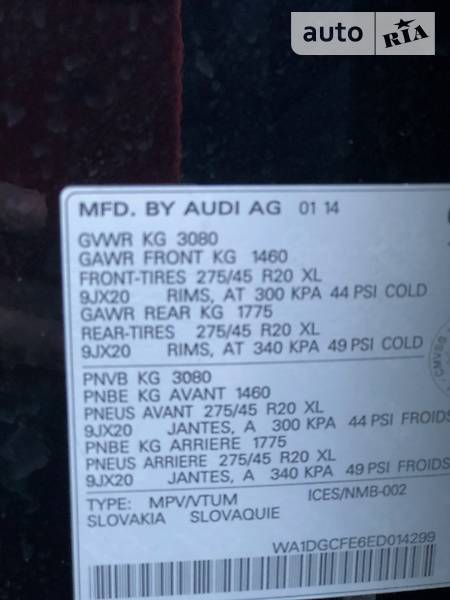 auto RIA
MFD. BY AUDI AG 01 14
GVWR KG 3080
GAWR FRONT KG 1460
FRONT-TIRES 275/45 R20 XL
9JX20 RIMS, AT 300 KPA 44 PSI COLD
GAWR REAR KG 1775
REAR-TIRES 275/45 R20 XL
9JX20 RIMS, AT 340 KPA 49 PSI COLD
PNVB KG 3080
PNBE KG AVANT 1460
PNEUS AVANT 275/45 R20 XL
9JX20 JANTES, A 300 KPA 44 PSI FROIDS
PNBE KG ARRIERE 1775
PNEUS ARRIERE 275/45 R20 XL
9JX20 JANTES, A 340 KPA 49 PSI FROIDS
TYPE: MPV/VTUM ICES/NMB-002
SLOVAKIA SLOVAQUIE
WA1DGCFE6ED014299
CMVSS